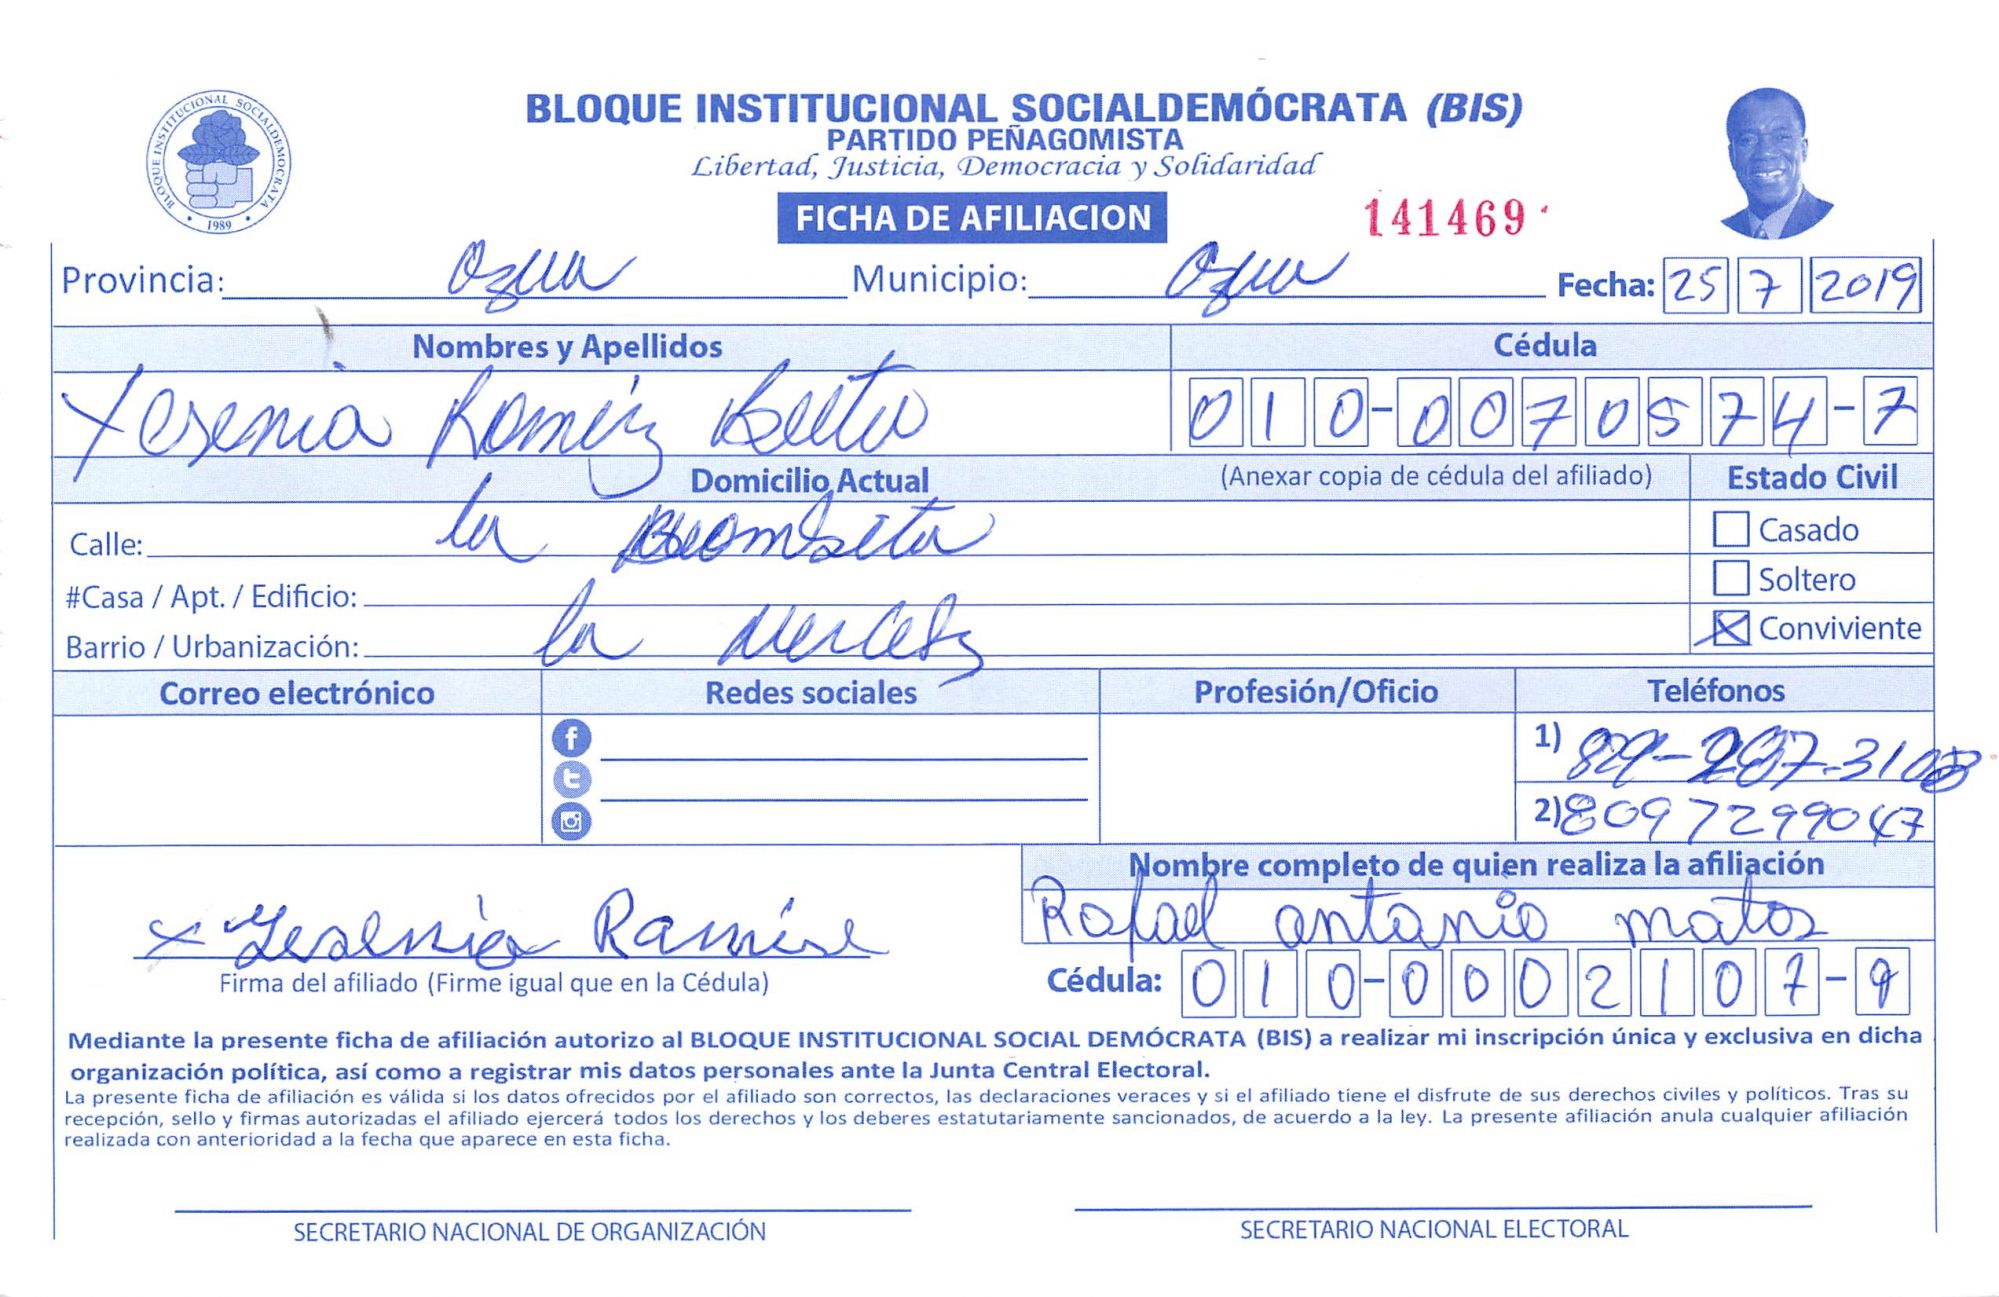 BLOQUE INSTITUCIONAL SOCIALDEMOCRATA
1989
BLOQUE INSTITUCIONAL SOCIALDEMÓCRATA (BIS)
PARTIDO PEÑAGOMISTA
Libertad, Justicia, Democracia y Solidaridad
FICHA DE AFILIACION
141469
Provincia: Azua Municipio: Azua Fecha: 25 7 2019
Nombres y Apellidos Cédula
Yesenia Ramírez 010-0070574-7
Domicilio Actual (Anexar copia de cédula del afiliado) Estado Civil
Calle: la Casado
#Casa / Apt. / Edificio: Soltero
Barrio / Urbanización: la Mercedes Conviviente
Correo electrónico Redes sociales Profesión/Oficio Teléfonos
1)
2) 8097299047
Nombre completo de quien realiza la afiliación
Rafael antonio matos
x Yesenia Ramire
Firma del afiliado (Firme igual que en la Cédula) Cédula: 010-0002107-9
Mediante la presente ficha de afiliación autorizo al BLOQUE INSTITUCIONAL SOCIAL DEMÓCRATA (BIS) a realizar mi inscripción única y exclusiva en dicha
organización política, así como a registrar mis datos personales ante la Junta Central Electoral.
La presente ficha de afiliación es válida si los datos ofrecidos por el afiliado son correctos, las declaraciones veraces y si el afiliado tiene el disfrute de sus derechos civiles y políticos. Tras su
recepción, sello y firmas autorizadas el afiliado ejercerá todos los derechos y los deberes estatutariamente sancionados, de acuerdo a la ley. La presente afiliación anula cualquier afiliación
realizada con anterioridad a la fecha que aparece en esta ficha.
SECRETARIO NACIONAL DE ORGANIZACIÓN SECRETARIO NACIONAL ELECTORAL